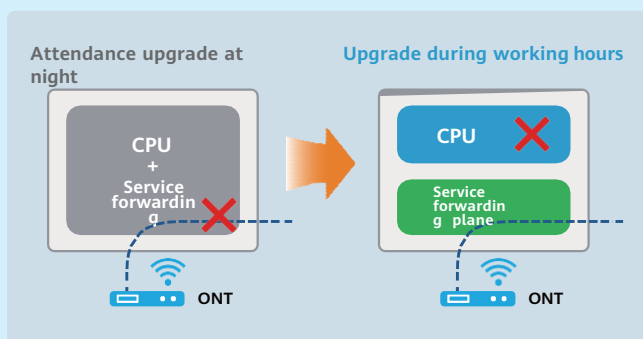 Attendance upgrade at
night
Upgrade during working hours
CPU
+
Service
forwardin
g
ONT
CPU
Service
forwardin
g plane
ONT